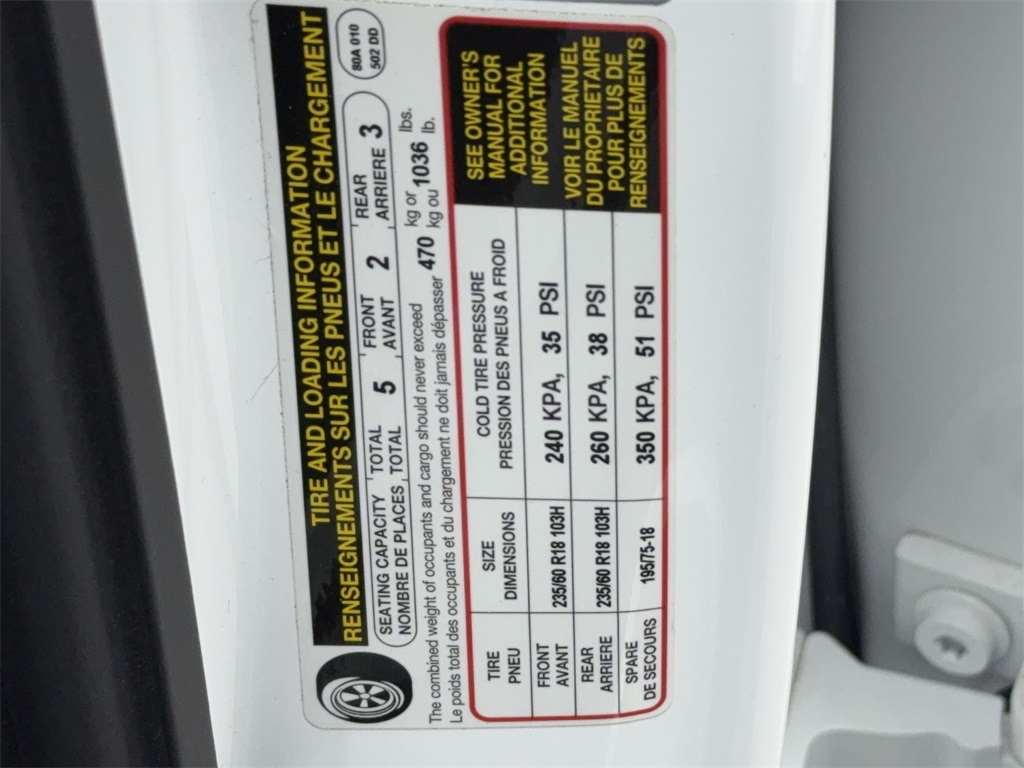 TIRE AND LOADING INFORMATION
RENSEIGNEMENTS SUR LES PNEUS ET LE CHARGEMENT
80A 010
502 DD
SEATING CAPACITY TOTAL 5 FRONT 2 REAR 3
NOMBRE DE PLACES TOTAL AVANT ARRIERE
The combined weight of occupants and cargo should never exceed 470 kg or 1036 lbs.
Le poids total des occupants et du chargement ne doit jamais dépasser kg ou lb.
TIRE
PNEU
SIZE
DIMENSIONS
COLD TIRE PRESSURE
PRESSION DES PNEUS A FROID
SEE OWNER'S
MANUAL FOR
ADDITIONAL
INFORMATION
VOIR LE MANUEL
DU PROPRIETAIRE
POUR PLUS DE
RENSEIGNEMENTS
FRONT
AVANT
235/60 R18 103H
240 KPA, 35 PSI
REAR
ARRIERE
235/60 R18 103H
260 KPA, 38 PSI
SPARE
DE SECOURS
195/75-18
350 KPA, 51 PSI